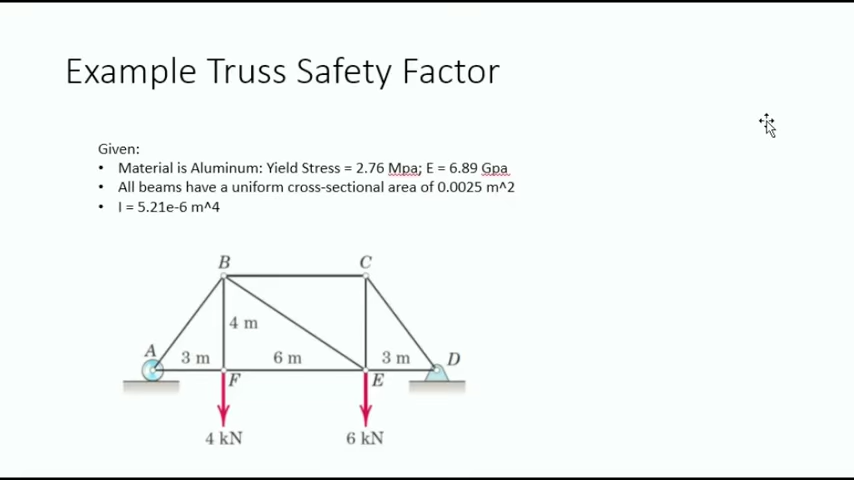 Example Truss Safety Factor
Given:
• Material is Aluminum: Yield Stress = 2.76 Mpa; E = 6.89 Gpa
• All beams have a uniform cross-sectional area of 0.0025 m^2
• I = 5.21e-6 m^4
B C
4 m
A 3 m 6 m 3 m D
F E
4 kN 6 kN